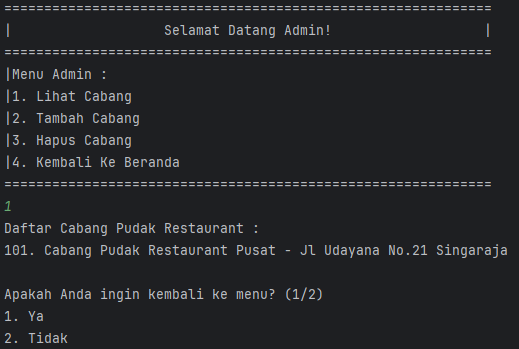 =============================================================
|                   Selamat Datang Admin!                   |
=============================================================
|Menu Admin :
|1. Lihat Cabang
|2. Tambah Cabang
|3. Hapus Cabang
|4. Kembali Ke Beranda
=============================================================
1
Daftar Cabang Pudak Restaurant :
101. Cabang Pudak Restaurant Pusat - Jl Udayana No.21 Singaraja
Apakah Anda ingin kembali ke menu? (1/2)
1. Ya
2. Tidak